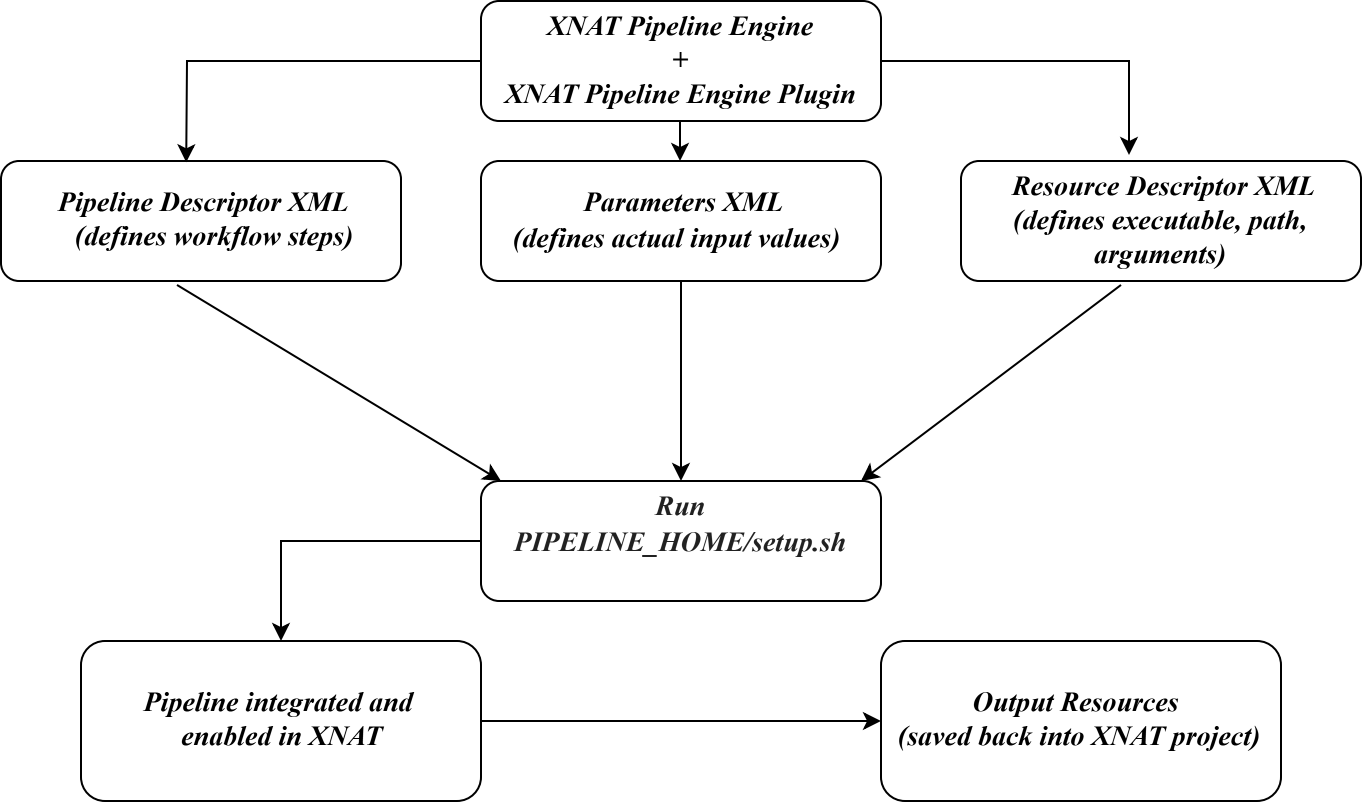 XNAT Pipeline Engine
+
XNAT Pipeline Engine Plugin
Pipeline Descriptor XML
(defines workflow steps)
Parameters XML
(defines actual input values)
Resource Descriptor XML
(defines executable, path,
arguments)
Run
PIPELINE_HOME/setup.sh
Pipeline integrated and
enabled in XNAT
Output Resources
(saved back into XNAT project)